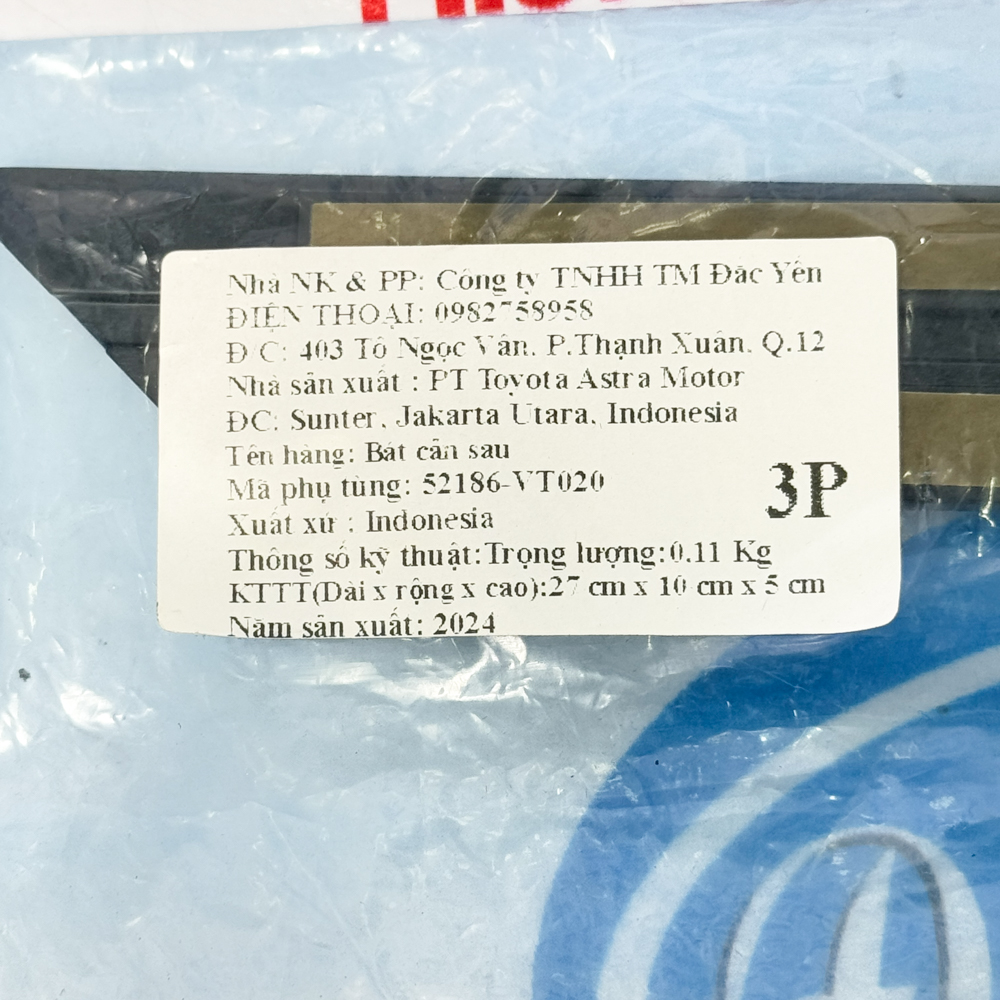 Nhà NK & PP: Công ty TNHH TM Đăc Yên
ĐIỆN THOẠI: 0982758958
Đ C: 403 Tô Ngọc Vân. P.Thạnh Xuân. Q.12
Nhà sản xuất : PT Toyota Astra Motor
ĐC: Sunter, Jakarta Utara, Indonesia
Tên hàng: Bát cản sau
Mã phụ tùng: 52186-VT020
3P
Xuất xứ : Indonesia
Thông số kỹ thuật:Trọng lượng:0.11 Kg
KTTT(Dài x rộng x cao):27 cm x 10 cm x 5 cm
Năm sản xuất: 2024